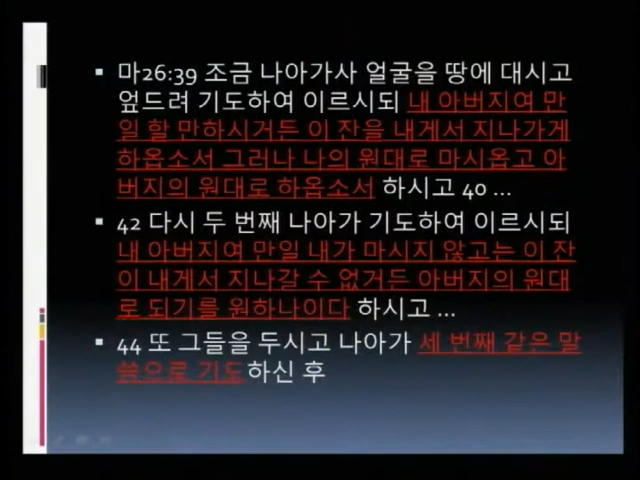 ▪ 마26:39 조금 나아가사 얼굴을 땅에 대시고
엎드려 기도하여 이르시되 내 아버지여 만
일 할 만하시거든 이 잔을 내게서 지나가게
하옵소서 그러나 나의 원대로 마시옵고 아
버지의 원대로 하옵소서 하시고 40 ...
▪ 42 다시 두 번째 나아가 기도하여 이르시되
내 아버지여 만일 내가 마시지 않고는 이 잔
이 내게서 지나갈 수 없거든 아버지의 원대
로 되기를 원하나이다 하시고 ...
▪ 44 또 그들을 두시고 나아가 세 번째 같은 말
씀으로 기도하신 후